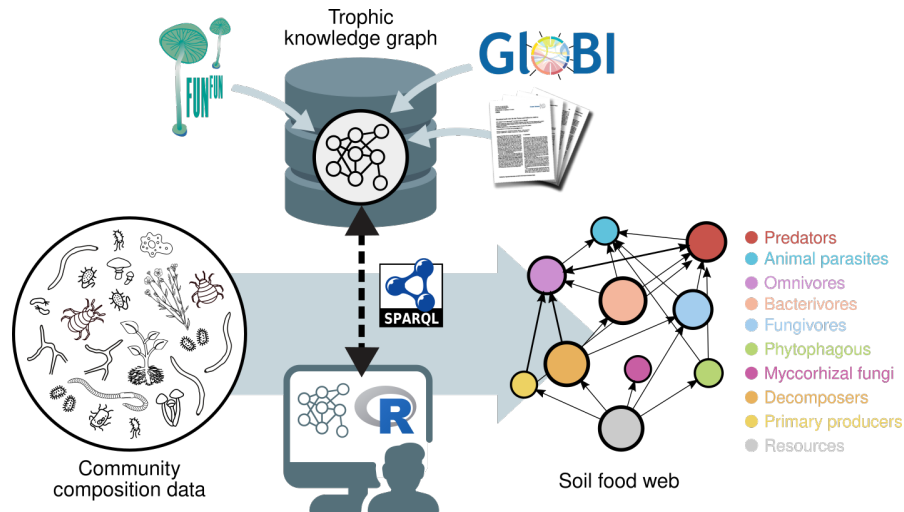 Trophic
knowledge graph
FUN FUN
GloBI
SPARQL
R
Community
composition data
Soil food web
Predators
Animal parasites
Omnivores
Bacterivores
Fungivores
Phytophagous
Myccorhizal fungi
Decomposers
Primary producers
Resources